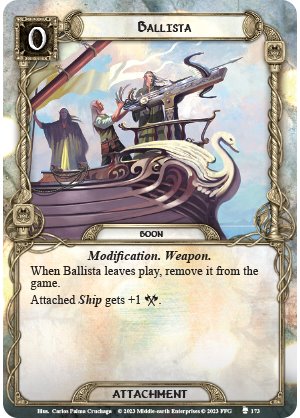 0
BALLISTA
BOON
Modification. Weapon.
When Ballista leaves play, remove it from the
game.
Attached Ship gets +1 .
Illus. Carlos Palma Cruchaga © 2023 Middle-earth Enterprises © 2023 FFG 173
ATTACHMENT